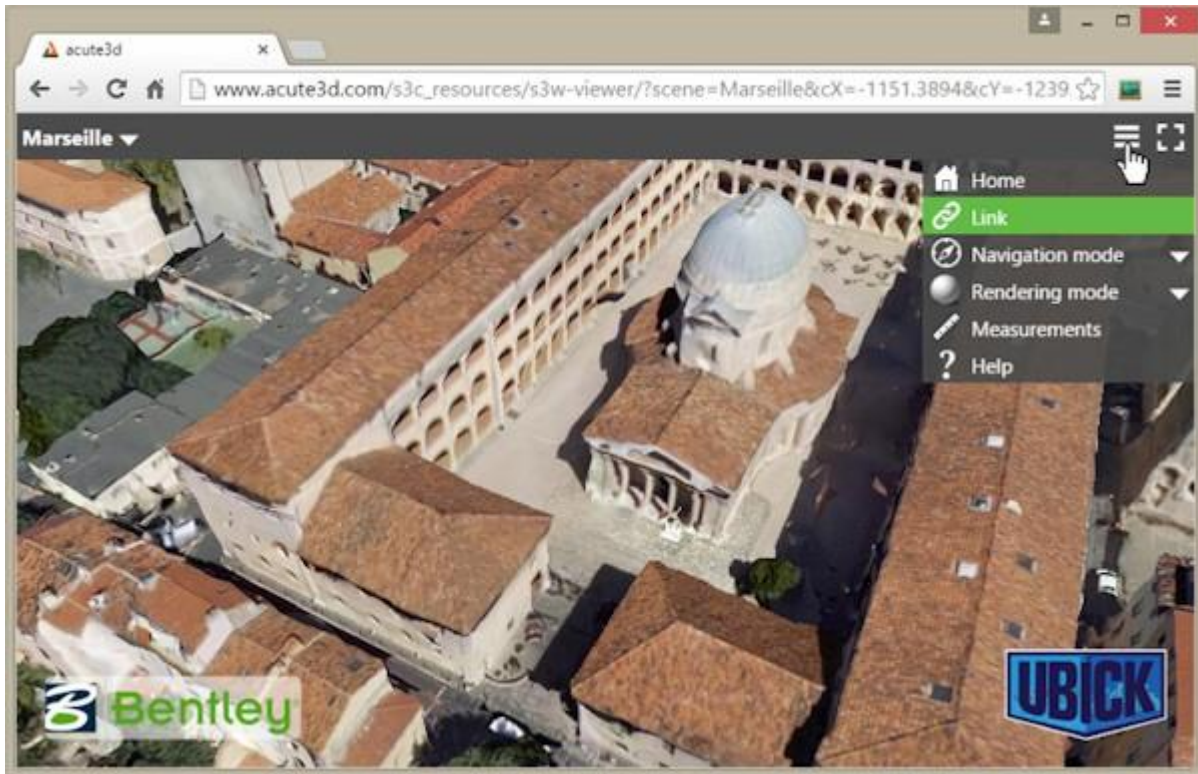 acute3d
www.acute3d.com/s3c_resources/s3w-viewer/?scene=Marseille&cX=-1151.3894&cY=-1239
Marseille
Home
Link
Navigation mode
Rendering mode
Measurements
? Help
Bentley
UBICK